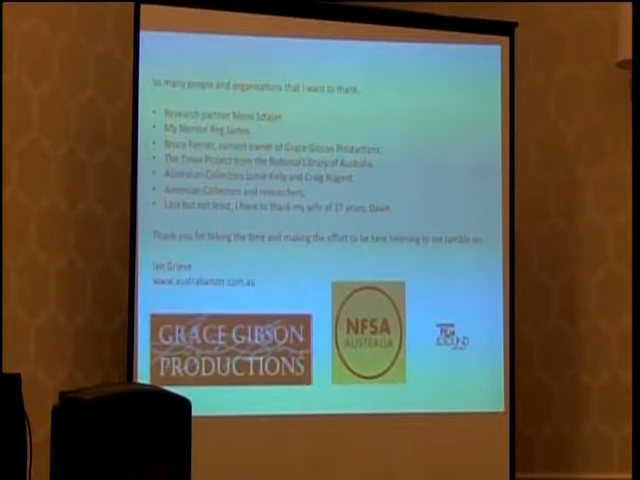 So many people and organisations that I want to thank.
• Research partner Morris Sztajer.
• My Mentor Reg James.
• Bruce Ferrier, current owner of Grace Gibson Productions.
• The Trove Project from the National Library of Australia.
• Australian Collectors Jamie Kelly and Craig Nugent.
• American Collectors and researchers.
• Last but not least, I have to thank my wife of 37 years, Dawn.
Thank you for taking the time and making the effort to be here listening to me ramble on.
Ian Grieve
www.australianotr.com.au
GRACE GIBSON
PRODUCTIONS
NFSA
AUSTRALIA
FILM
SOUND